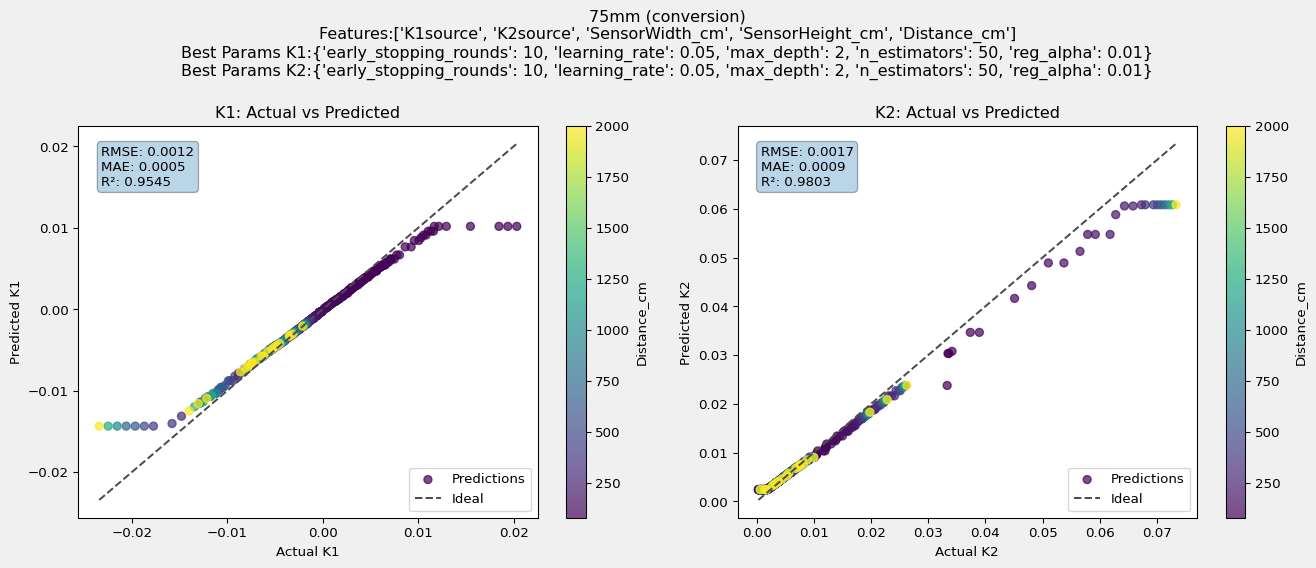 75mm (conversion)
Features:['K1source', 'K2source', 'SensorWidth_cm', 'SensorHeight_cm', 'Distance_cm']
Best Params K1:{'early_stopping_rounds': 10, 'learning_rate': 0.05, 'max_depth': 2, 'n_estimators': 50, 'reg_alpha': 0.01}
Best Params K2:{'early_stopping_rounds': 10, 'learning_rate': 0.05, 'max_depth': 2, 'n_estimators': 50, 'reg_alpha': 0.01}
K1: Actual vs Predicted
RMSE: 0.0012
MAE: 0.0005
R²: 0.9545
0.02
0.01
0.00
−0.01
−0.02
Predicted K1
−0.02
−0.01
0.00
0.01
0.02
Actual K1
Predictions
Ideal
2000
1750
1500
1250
1000
750
500
250
Distance_cm
K2: Actual vs Predicted
RMSE: 0.0017
MAE: 0.0009
R²: 0.9803
0.07
0.06
0.05
0.04
0.03
0.02
0.01
0.00
Predicted K2
0.00
0.01
0.02
0.03
0.04
0.05
0.06
0.07
Actual K2
Predictions
Ideal
2000
1750
1500
1250
1000
750
500
250
Distance_cm